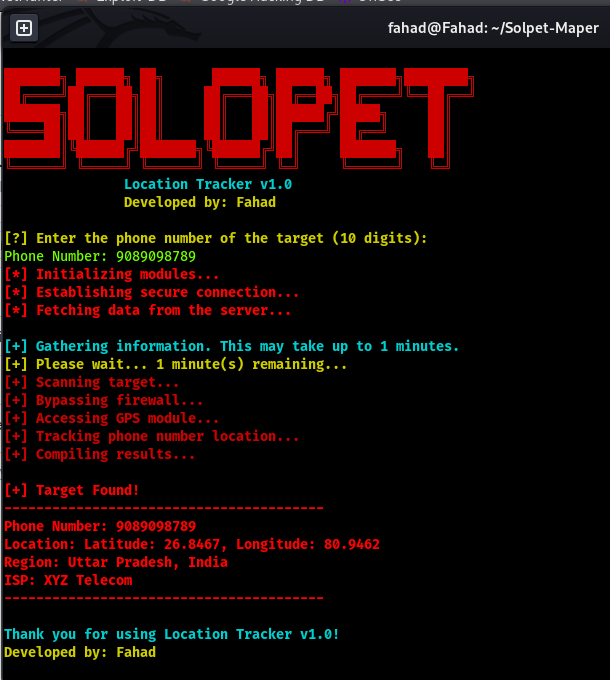 fahad@Fahad: ~/Solpet-Maper
SOLOPET
Location Tracker v1.0
Developed by: Fahad
[?] Enter the phone number of the target (10 digits):
Phone Number: 9089098789
[*] Initializing modules...
[*] Establishing secure connection...
[*] Fetching data from the server...
[+] Gathering information. This may take up to 1 minutes.
[+] Please wait... 1 minute(s) remaining...
[+] Scanning target...
[+] Bypassing firewall...
[+] Accessing GPS module...
[+] Tracking phone number location...
[+] Compiling results...
[+] Target Found!
----------------------------------------
Phone Number: 9089098789
Location: Latitude: 26.8467, Longitude: 80.9462
Region: Uttar Pradesh, India
ISP: XYZ Telecom
----------------------------------------
Thank you for using Location Tracker v1.0!
Developed by: Fahad